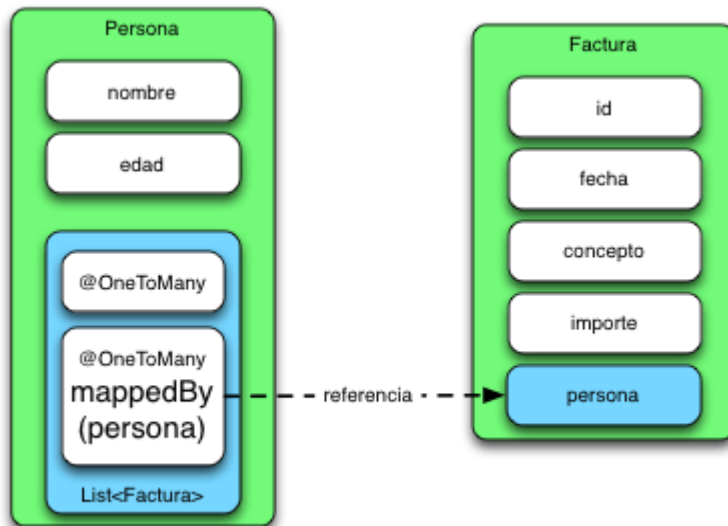 Persona
nombre
edad
@OneToMany
@OneToMany
mappedBy
(persona)
List<Factura>
referencia
Factura
id
fecha
concepto
importe
persona